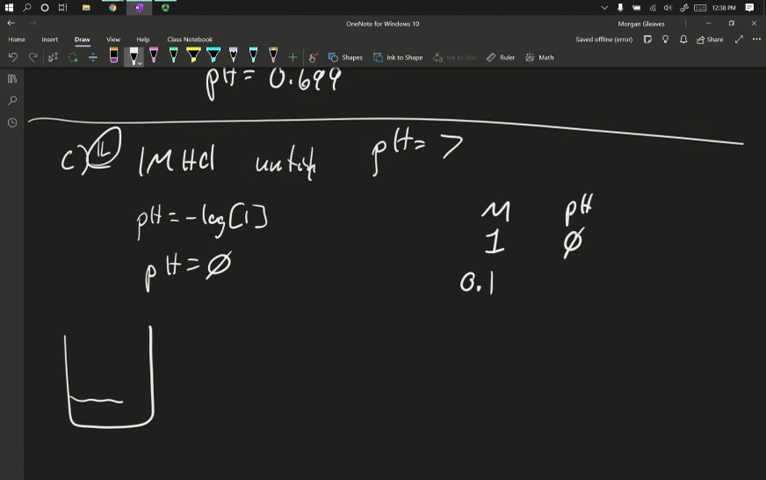 12:38 PM
OneNote for Windows 10
Morgan Gleaves
Home Insert Draw View Help Class Notebook
Saved offline (error) Share
Shapes Ink to Shape Ink to Text Ruler Math
pH = 0.699
c) 1L 1M HCl until pH = 7
pH = -log[1]
pH = Ø
M pH
1 Ø
0.1